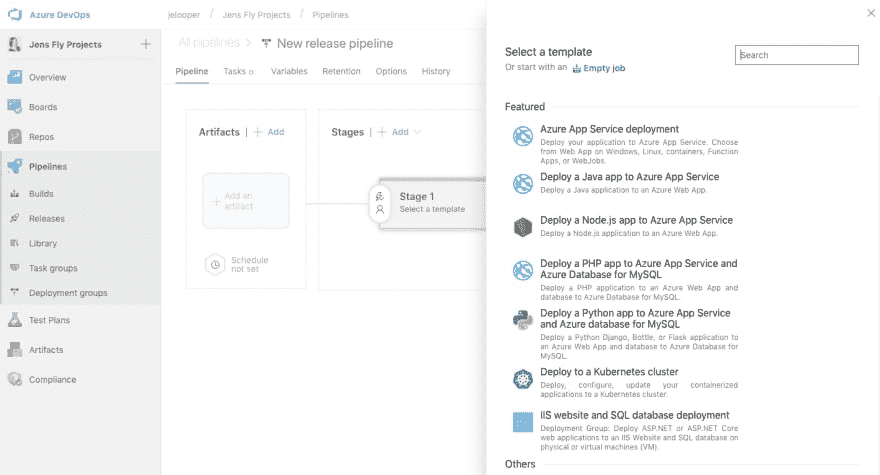 Azure DevOps
jelooper / Jens Fly Projects / Pipelines
Jens Fly Projects +
Overview
Boards
Repos
Pipelines
Builds
Releases
Library
Task groups
Deployment groups
Test Plans
Artifacts
Compliance
All pipelines > New release pipeline
Pipeline Tasks Variables Retention Options History
Artifacts | + Add
+ Add an
artifact
Schedule
not set
Stages | + Add
Stage 1
Select a template
Select a template
Or start with an Empty job
Search
Featured
Azure App Service deployment
Deploy your application to Azure App Service. Choose
from Web App on Windows, Linux, containers, Function
Apps, or WebJobs.
Deploy a Java app to Azure App Service
Deploy a Java application to an Azure Web App.
Deploy a Node.js app to Azure App Service
Deploy a Node.js application to an Azure Web App.
Deploy a PHP app to Azure App Service and
Azure Database for MySQL
Deploy a PHP application to an Azure Web App and
database to Azure Database for MySQL.
Deploy a Python app to Azure App Service
and Azure database for MySQL
Deploy a Python Django, Bottle, or Flask application to
an Azure Web App and database to Azure Database for
MySQL.
Deploy to a Kubernetes cluster
Deploy, configure, update your containerized
applications to a Kubernetes cluster.
IIS website and SQL database deployment
Deployment Group: Deploy ASP.NET or ASP.NET Core
web applications to an IIS Website and SQL database on
physical or virtual machines (VM).
Others